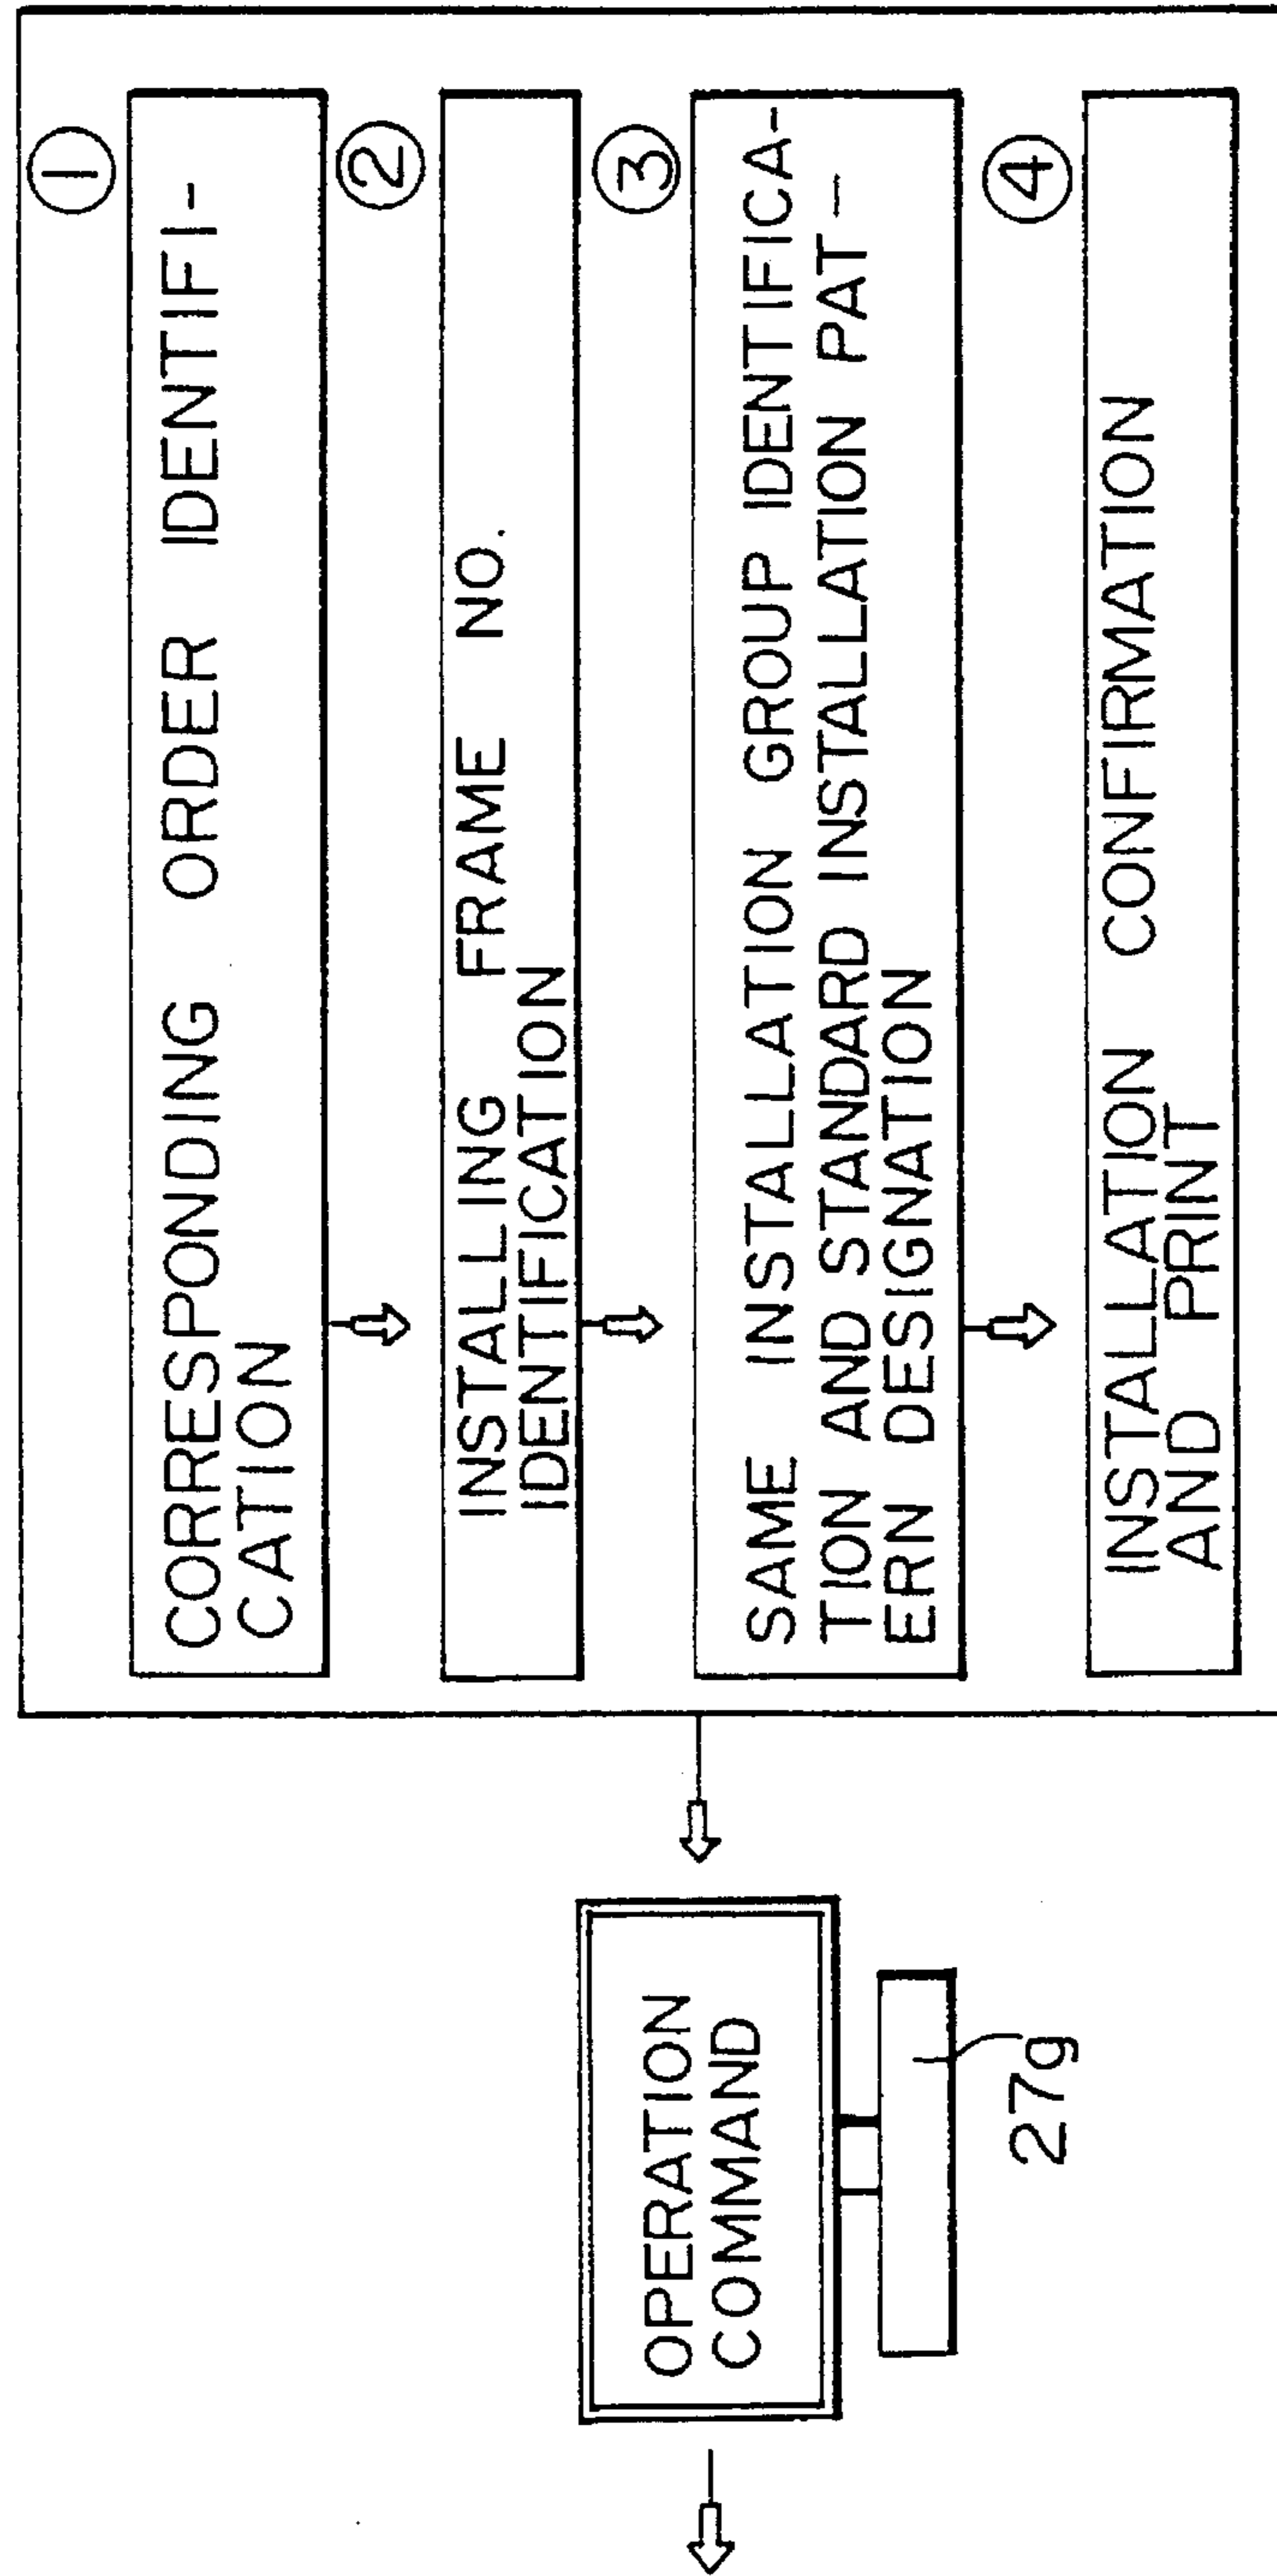 ①
CORRESPONDING ORDER IDENTIFI-
CATION
②
INSTALLING FRAME NO.
IDENTIFICATION
③
SAME INSTALLATION GROUP IDENTIFICA-
TION AND STANDARD INSTALLATION PAT-
ERN DESIGNATION
④
INSTALLATION CONFIRMATION
AND PRINT
OPERATION
COMMAND
27g